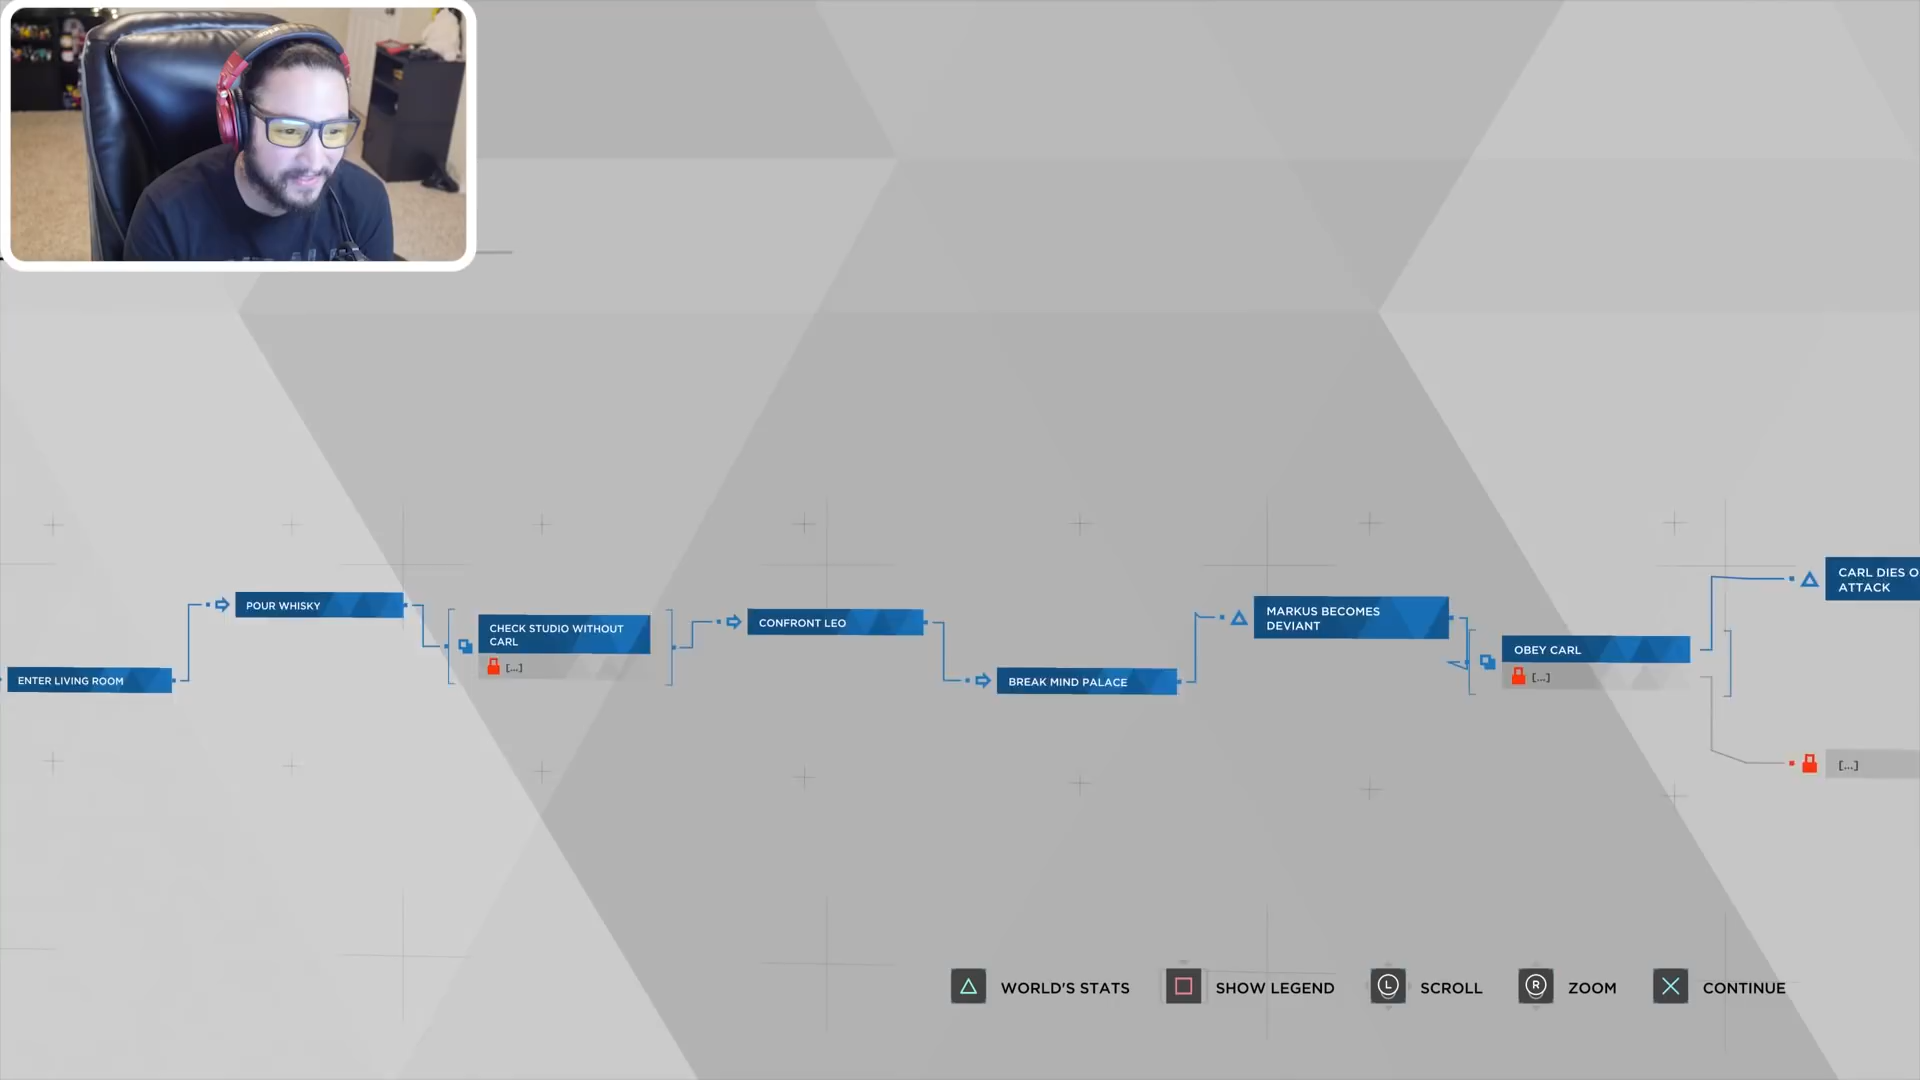 CARL DIES O
ATTACK
POUR WHISKY
MARKUS BECOMES
DEVIANT
CONFRONT LEO
CHECK STUDIO WITHOUT
CARL
[...]
OBEY CARL
[...]
ENTER LIVING ROOM
BREAK MIND PALACE
[...]
WORLD'S STATS
SHOW LEGEND
L
SCROLL
R
ZOOM
CONTINUE